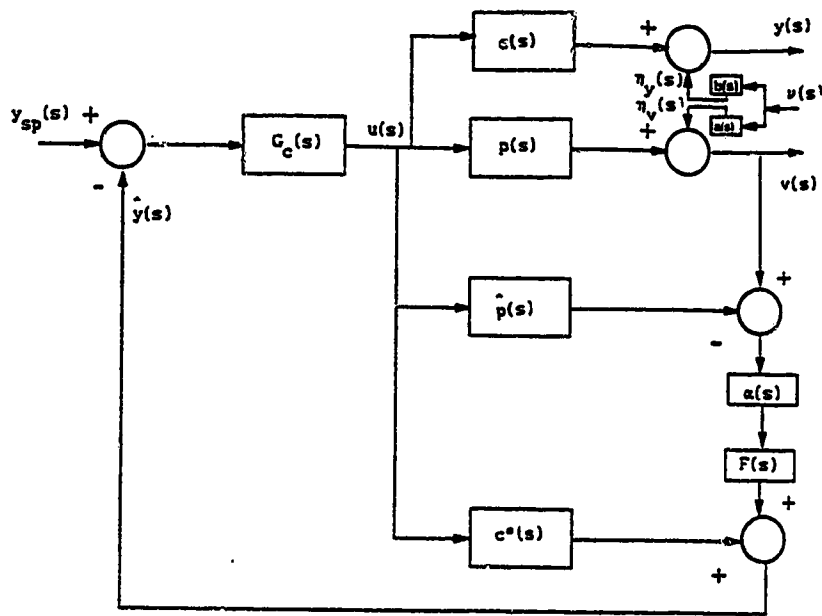 +
c(s)
y(s)
η_y(s)
b(s)
ν(s)
η_v(s)
a(s)
y_sp(s)
+
G_c(s)
u(s)
p(s)
+
v(s)
-
ŷ(s)
+
p̂(s)
-
α(s)
F(s)
+
c*(s)
+